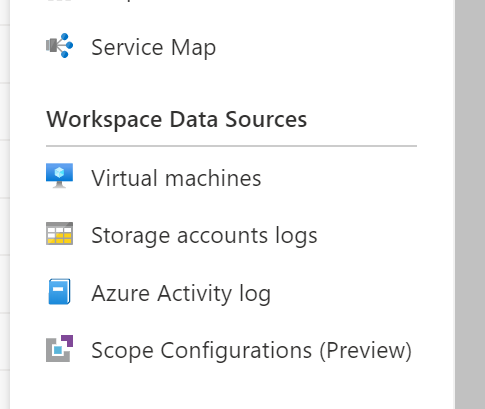 Service Map
Workspace Data Sources
Virtual machines
Storage accounts logs
Azure Activity log
Scope Configurations (Preview)